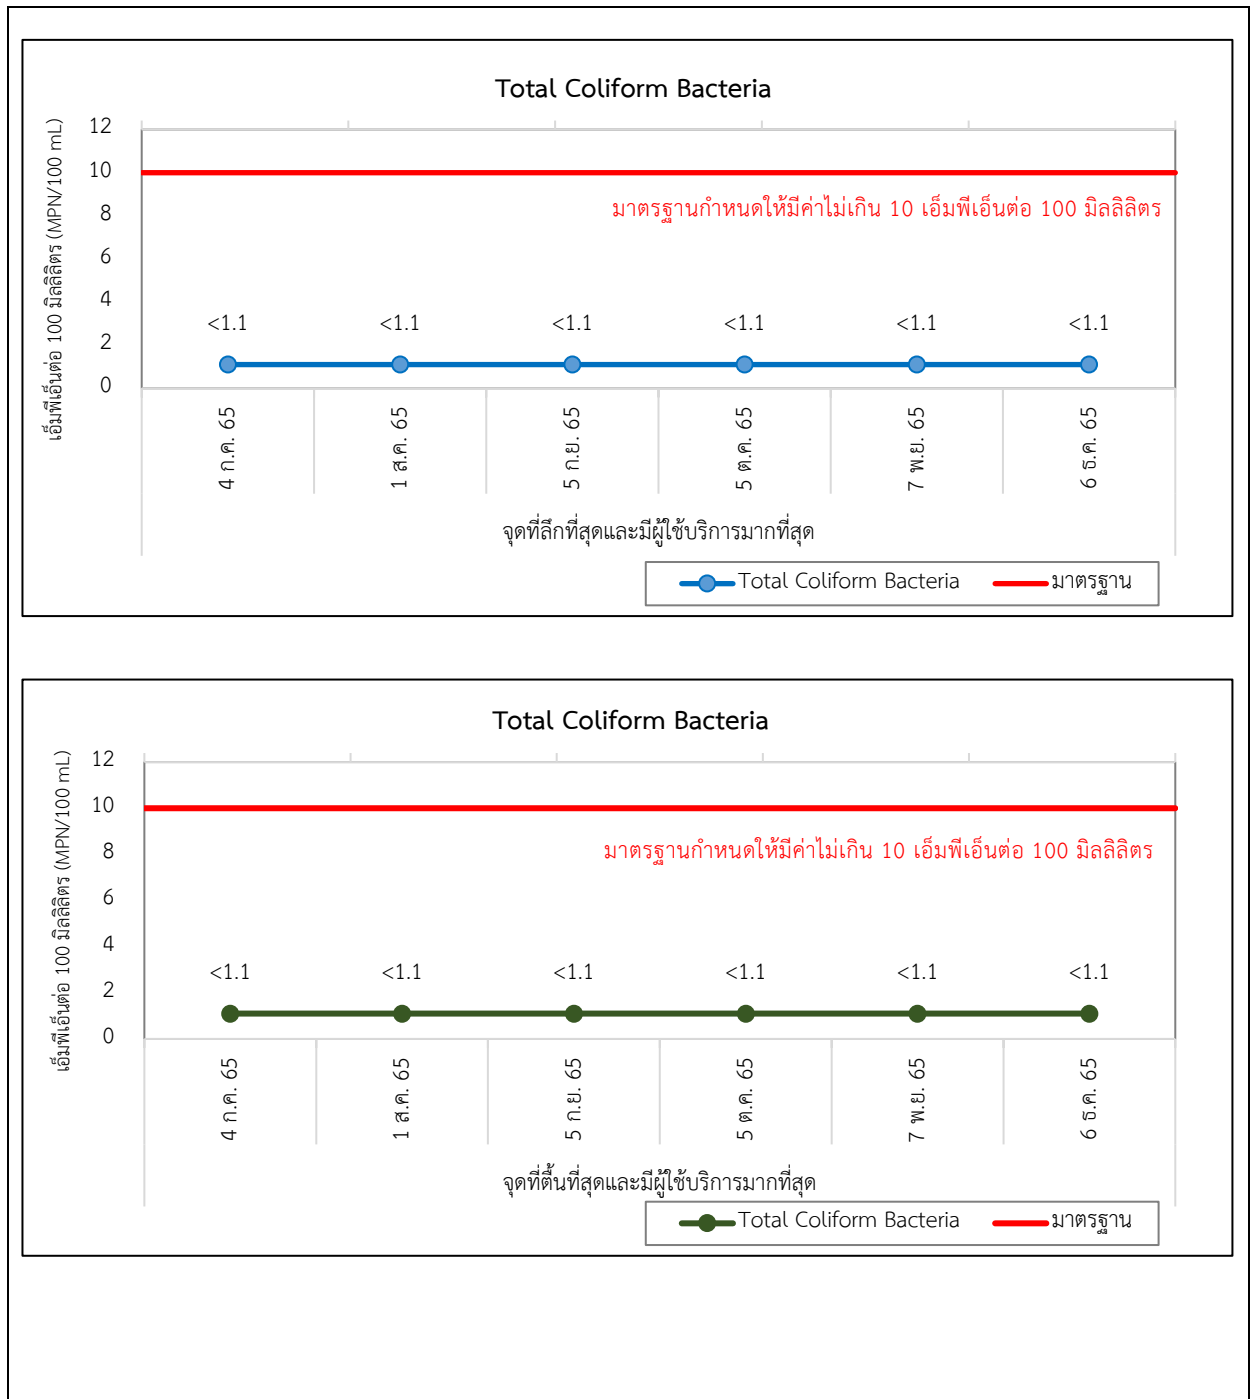 Total Coliform Bacteria
เอ็มพีเอ็นต่อ 100 มิลลิลิตร (MPN/100 mL)
12
10
8
6
4
2
0
มาตรฐานกำหนดให้มีค่าไม่เกิน 10 เอ็มพีเอ็นต่อ 100 มิลลิลิตร
<1.1 <1.1 <1.1 <1.1 <1.1 <1.1
4 ก.ค. 65
1 ส.ค. 65
5 ก.ย. 65
5 ต.ค. 65
7 พ.ย. 65
6 ธ.ค. 65
จุดที่ลึกที่สุดและมีผู้ใช้บริการมากที่สุด
Total Coliform Bacteria มาตรฐาน
Total Coliform Bacteria
เอ็มพีเอ็นต่อ 100 มิลลิลิตร (MPN/100 mL)
12
10
8
6
4
2
0
มาตรฐานกำหนดให้มีค่าไม่เกิน 10 เอ็มพีเอ็นต่อ 100 มิลลิลิตร
<1.1 <1.1 <1.1 <1.1 <1.1 <1.1
4 ก.ค. 65
1 ส.ค. 65
5 ก.ย. 65
5 ต.ค. 65
7 พ.ย. 65
6 ธ.ค. 65
จุดที่ตื้นที่สุดและมีผู้ใช้บริการมากที่สุด
Total Coliform Bacteria มาตรฐาน